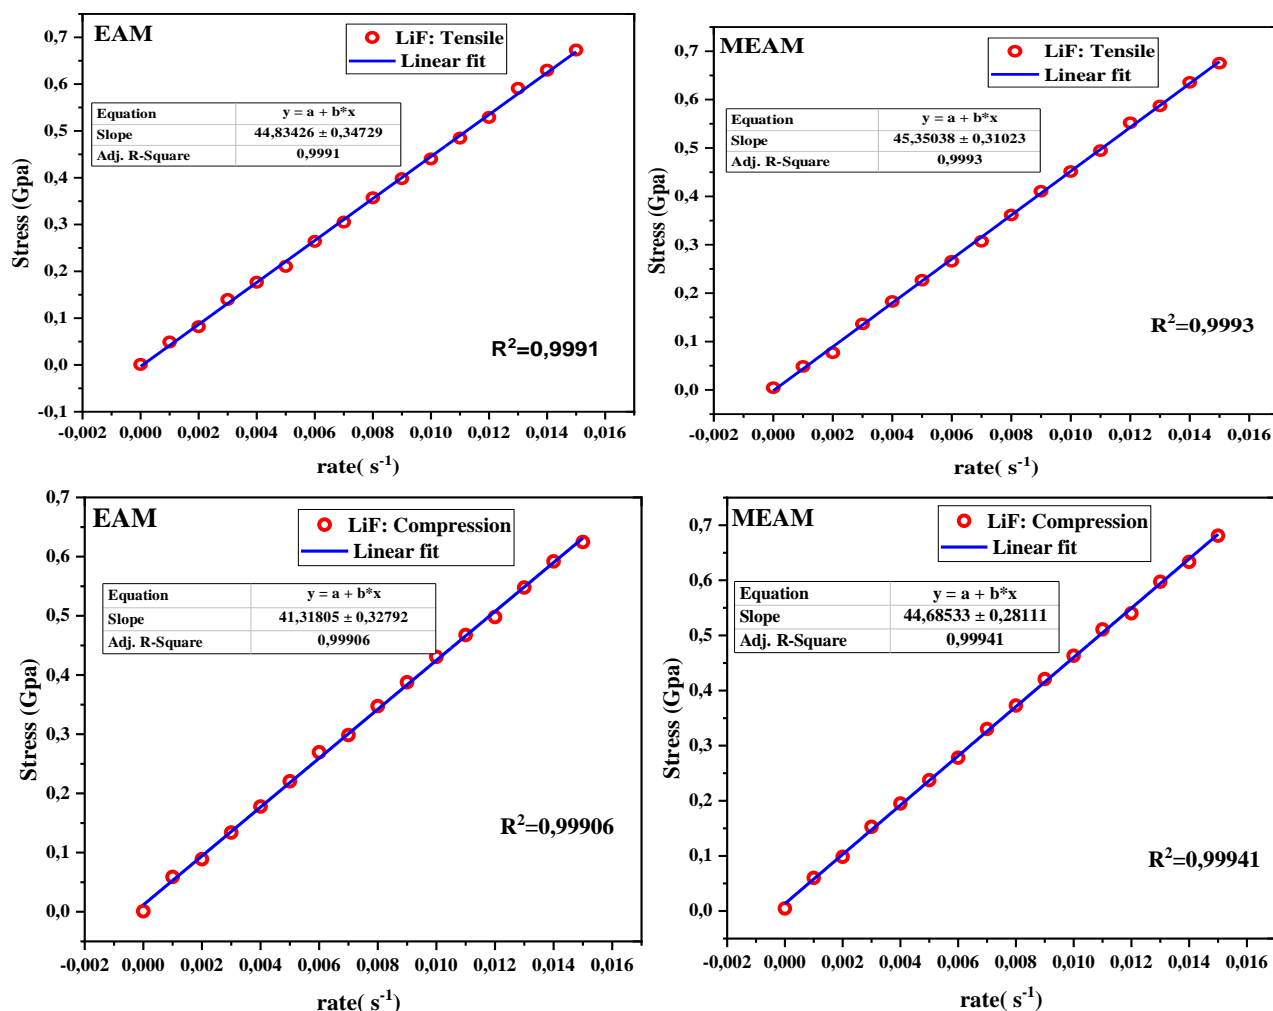 EAM
LiF: Tensile
Linear fit
Equation y = a + b*x
Slope 44,83426 ± 0,34729
Adj. R-Square 0,9991
R²=0,9991
Stress (Gpa)
0,7
0,6
0,5
0,4
0,3
0,2
0,1
0,0
-0,1
-0,002 0,000 0,002 0,004 0,006 0,008 0,010 0,012 0,014 0,016
rate( s⁻¹)
MEAM
LiF: Tensile
Linear fit
Equation y = a + b*x
Slope 45,35038 ± 0,31023
Adj. R-Square 0,9993
R²=0,9993
Stress (Gpa)
0,7
0,6
0,5
0,4
0,3
0,2
0,1
0,0
-0,002 0,000 0,002 0,004 0,006 0,008 0,010 0,012 0,014 0,016
rate( s⁻¹)
EAM
LiF: Compression
Linear fit
Equation y = a + b*x
Slope 41,31805 ± 0,32792
Adj. R-Square 0,99906
R²=0,99906
Stress (Gpa)
0,7
0,6
0,5
0,4
0,3
0,2
0,1
0,0
-0,002 0,000 0,002 0,004 0,006 0,008 0,010 0,012 0,014 0,016
rate( s⁻¹)
MEAM
LiF: Compression
Linear fit
Equation y = a + b*x
Slope 44,68533 ± 0,28111
Adj. R-Square 0,99941
R²=0,99941
Stress (Gpa)
0,7
0,6
0,5
0,4
0,3
0,2
0,1
0,0
-0,002 0,000 0,002 0,004 0,006 0,008 0,010 0,012 0,014 0,016
rate( s⁻¹)